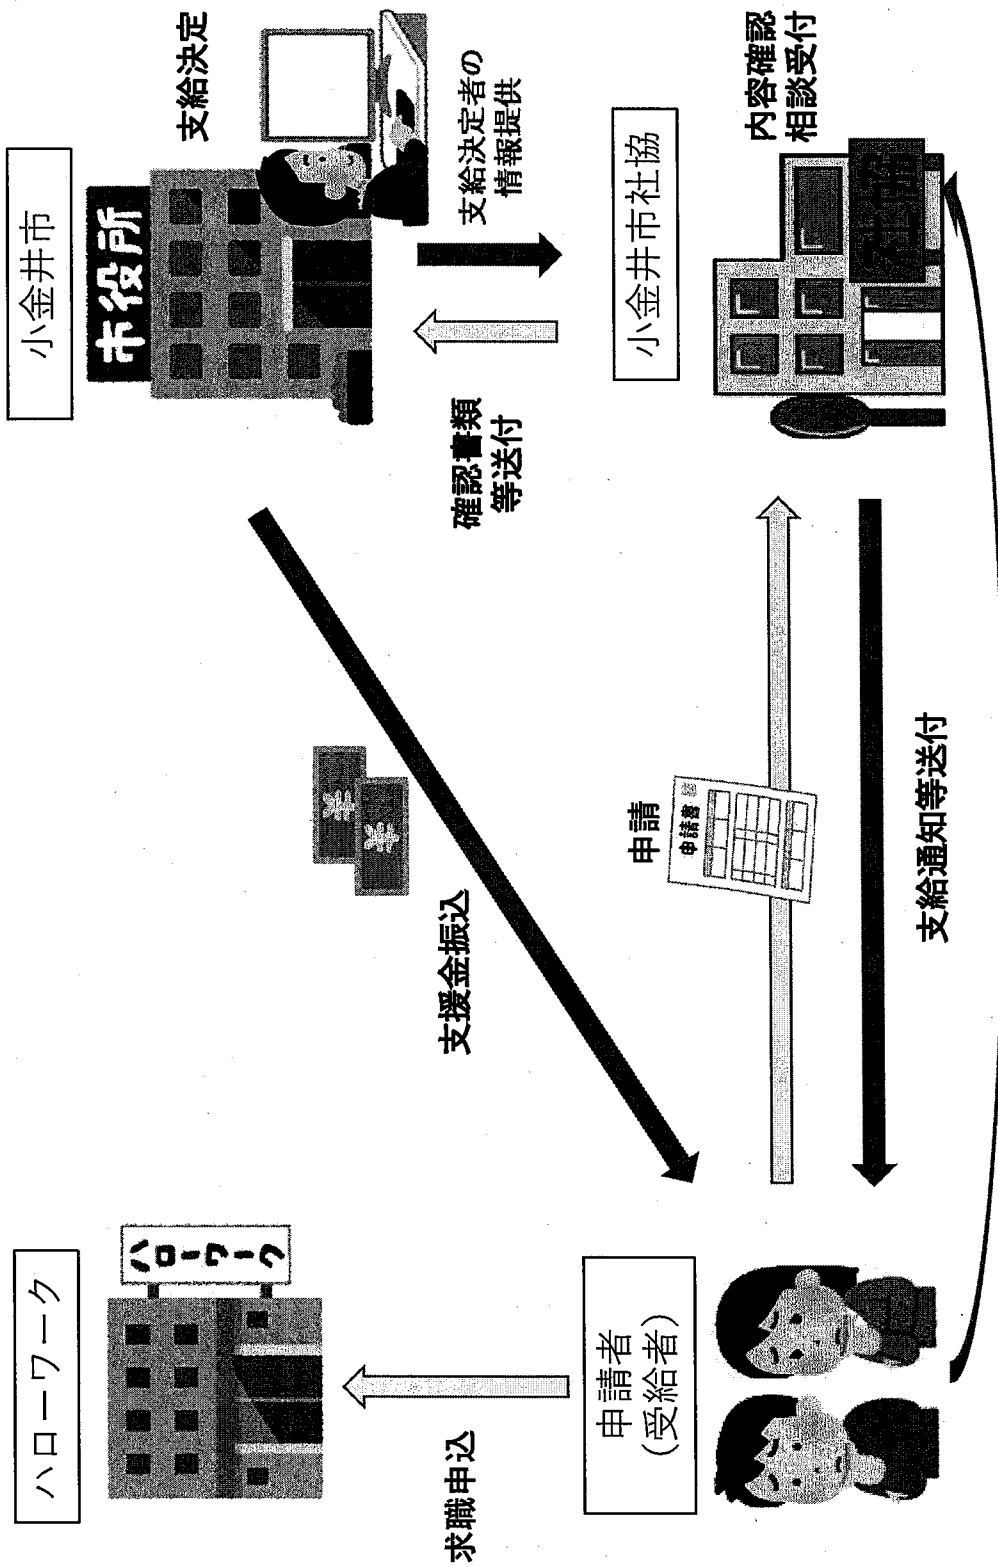 ハローワーク
ハローワーク
小金井市
市役所
支給決定
求職申込
支援金振込
確認書類
等送付
支給決定者の
情報提供
申請者
(受給者)
申請
申請書
小金井市社協
内容確認
相談受付
支給通知等送付